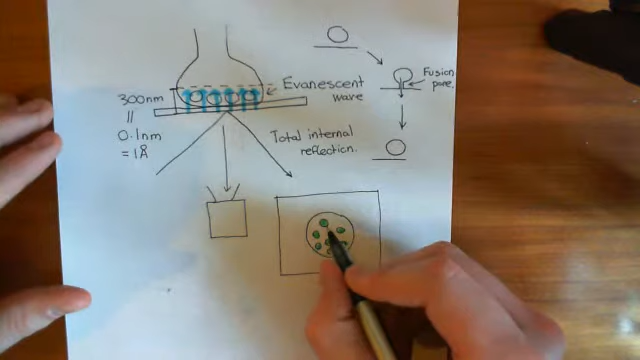 Evanescent
wave
300nm
||
0.1nm
= 1Å
Total internal
reflection.
Fusion
pore.